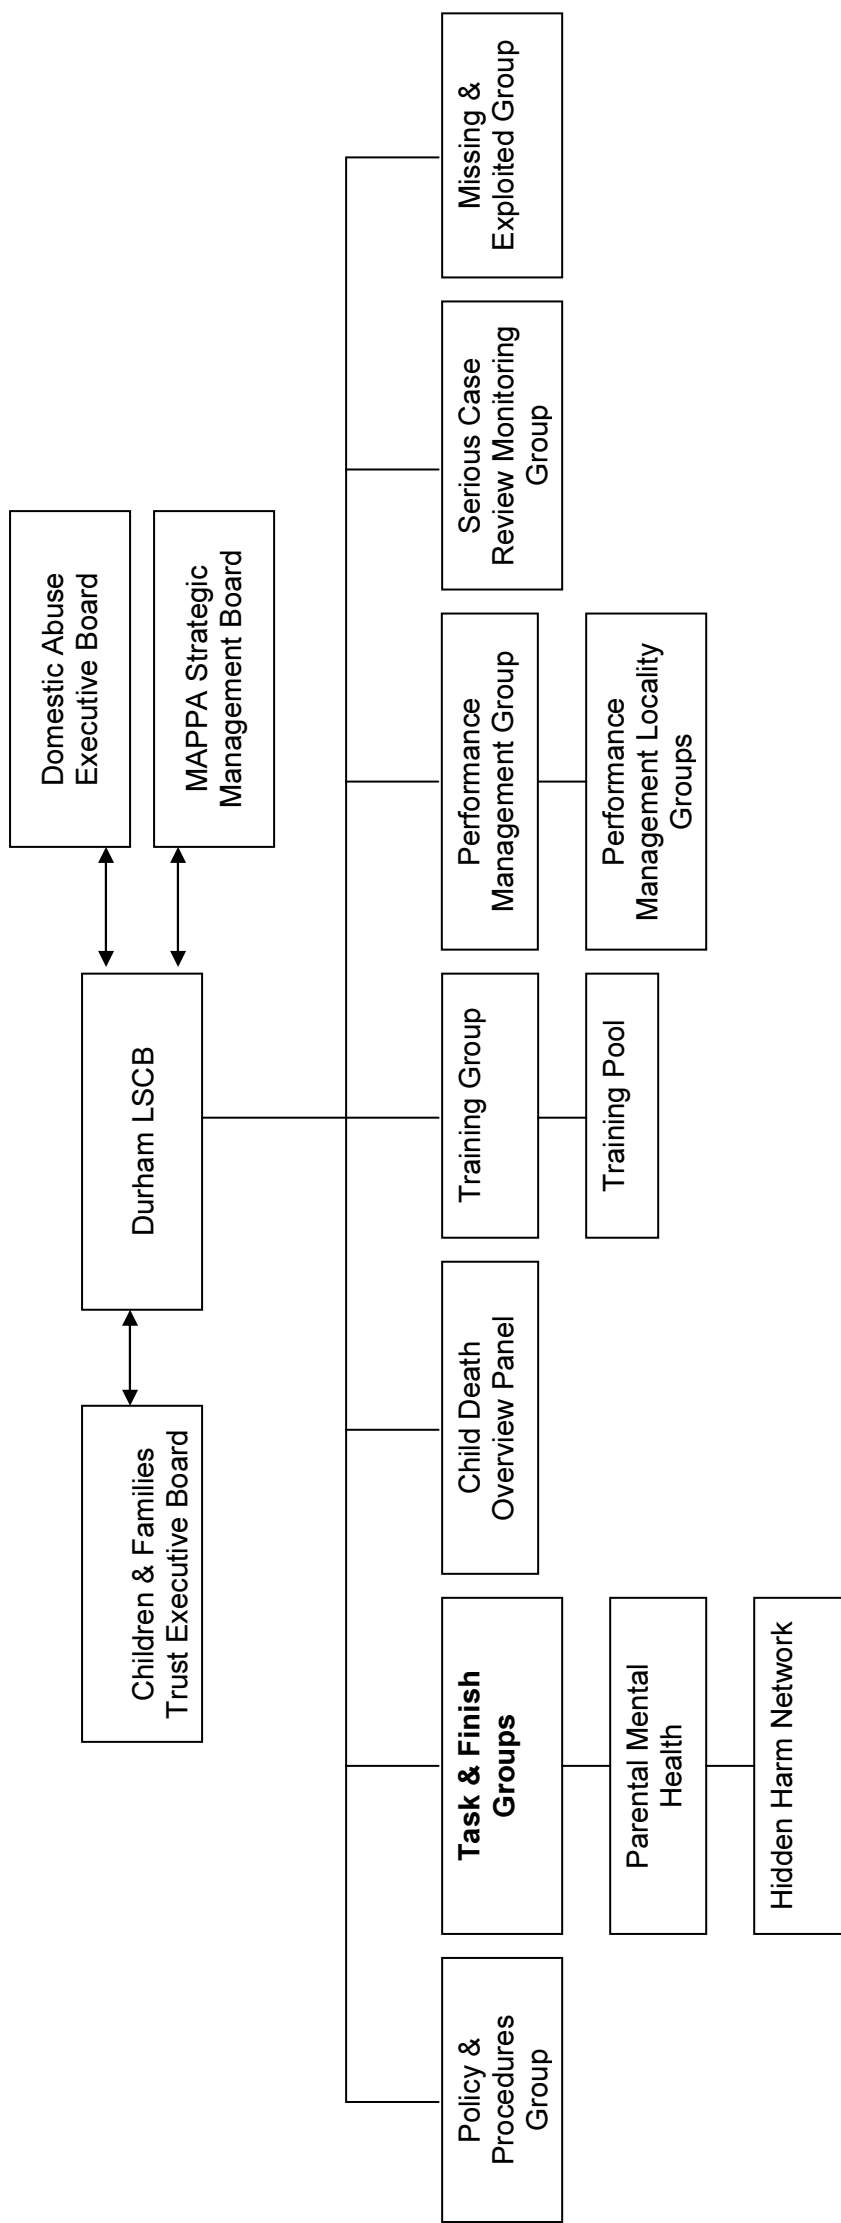 Domestic Abuse
Executive Board
Children & Families
Trust Executive Board
Durham LSCB
MAPPA Strategic
Management Board
Policy &
Procedures
Group
Task & Finish
Groups
Child Death
Overview Panel
Training Group
Performance
Management Group
Serious Case
Review Monitoring
Group
Missing &
Exploited Group
Parental Mental
Health
Training Pool
Performance
Management Locality
Groups
Hidden Harm Network